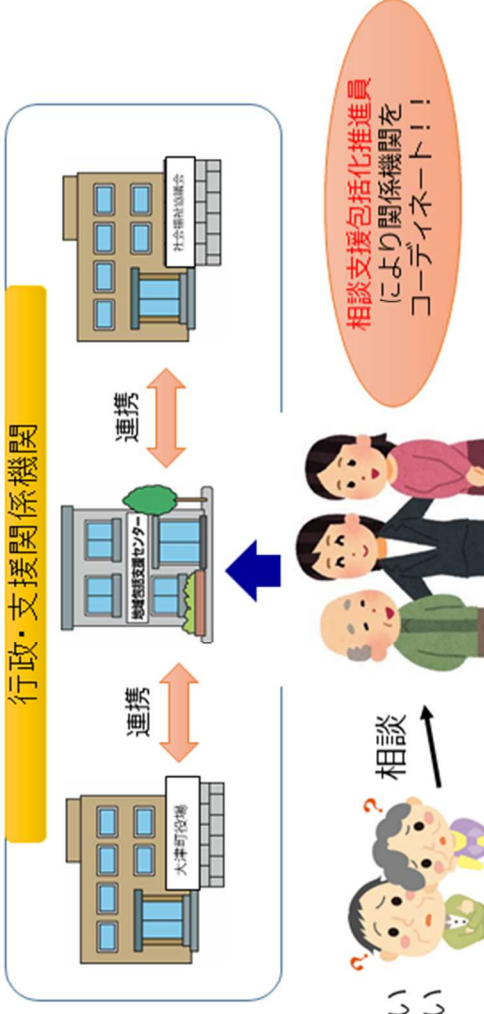 行政・支援関係機関
大津町役場
連携
地域包括支援センター
連携
社会福祉協議会
相談
相談支援包括化推進員
により関係機関を
コーディネート！！
?
?
い
い